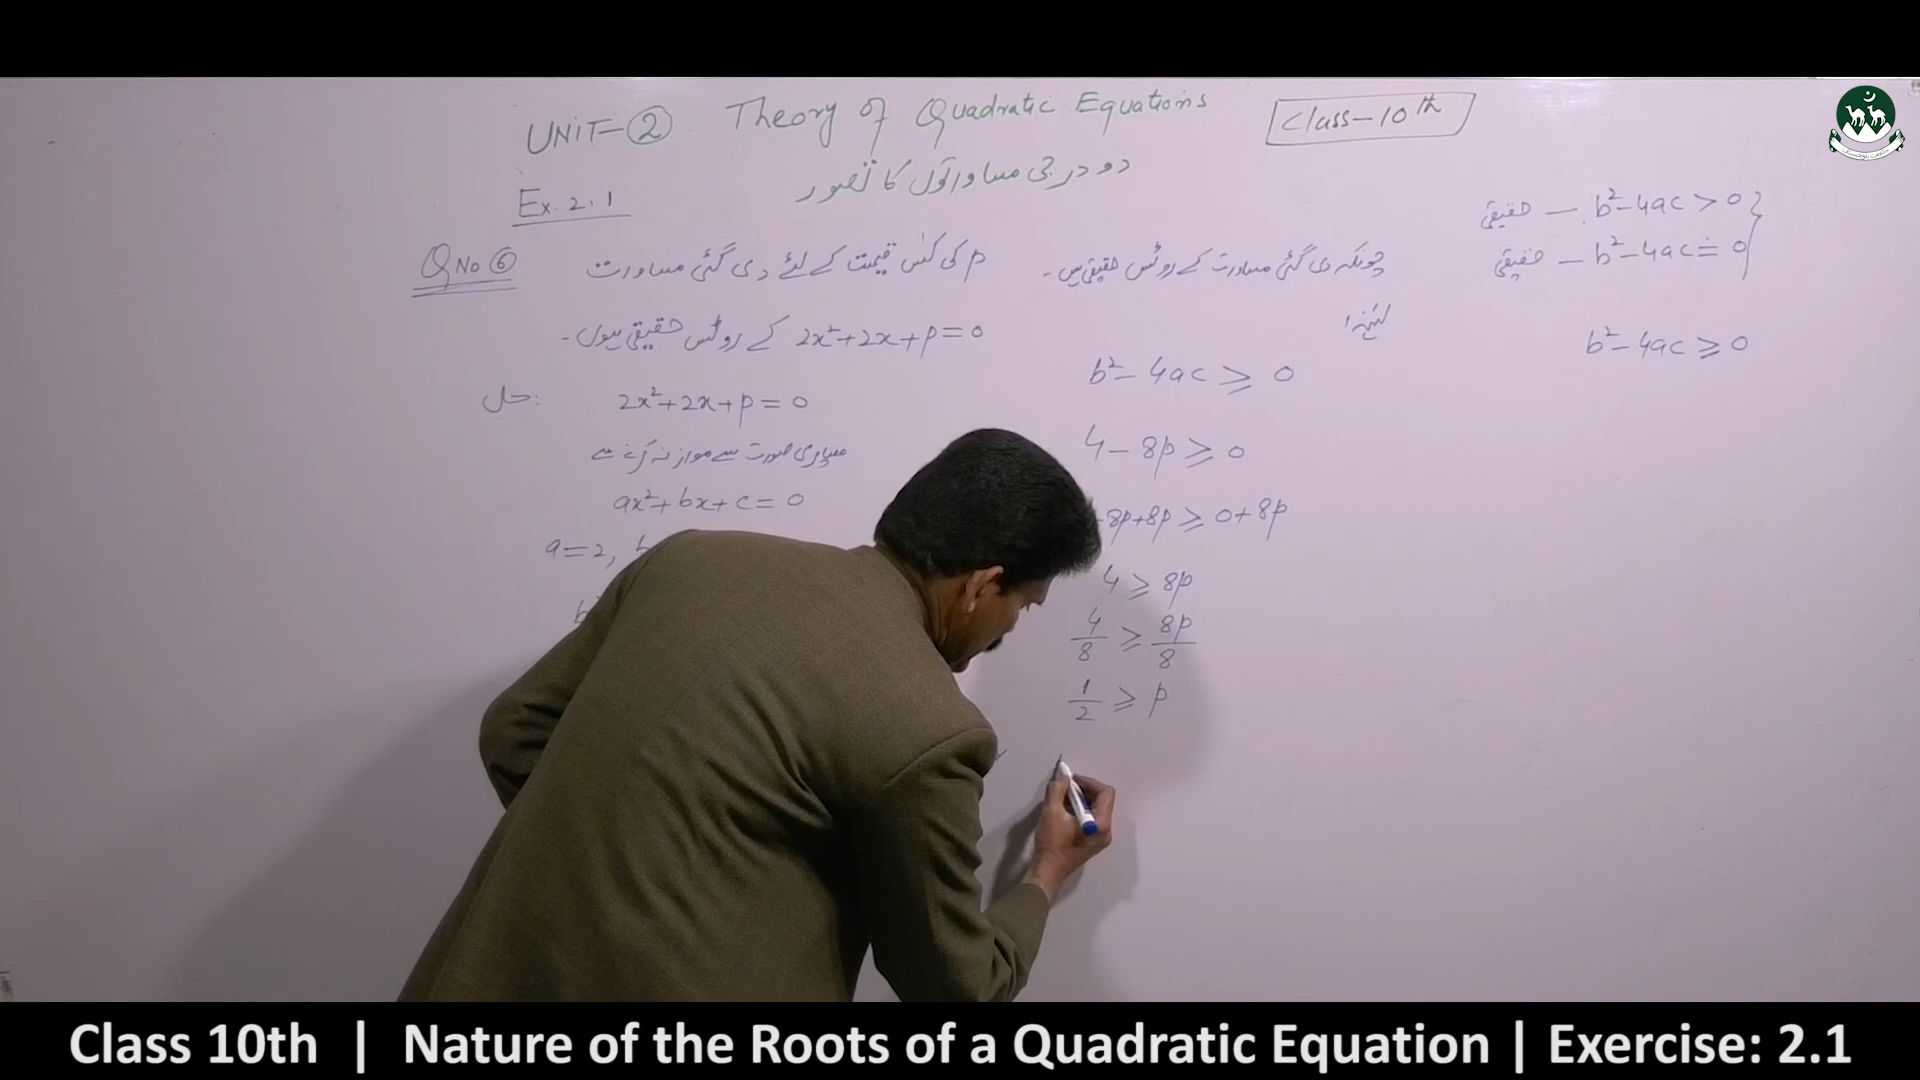 UNIT-② Theory of Quadratic Equations
Class-10th
دو درجی مساواتوں کا تصور
Ex. 2.1
Q No ⑥
p کی کس قیمت کے لئے دی گئی مساوات
2x²+2x+p=0 کے روٹس حقیقی ہوں۔
حل:
2x²+2x+p=0
معیاری صورت سے موازنہ کرنے سے
ax²+bx+c=0
a=2,
چونکہ دی گئی مساوات کے روٹس حقیقی ہیں۔
لہٰذا
b²-4ac ≥ 0
4-8p ≥ 0
8p+8p ≥ 0+8p
4 ≥ 8p
4/8 ≥ 8p/8
1/2 ≥ p
حقیقی — b²-4ac > 0
حقیقی — b²-4ac = 0
b²-4ac ≥ 0
Class 10th | Nature of the Roots of a Quadratic Equation | Exercise: 2.1